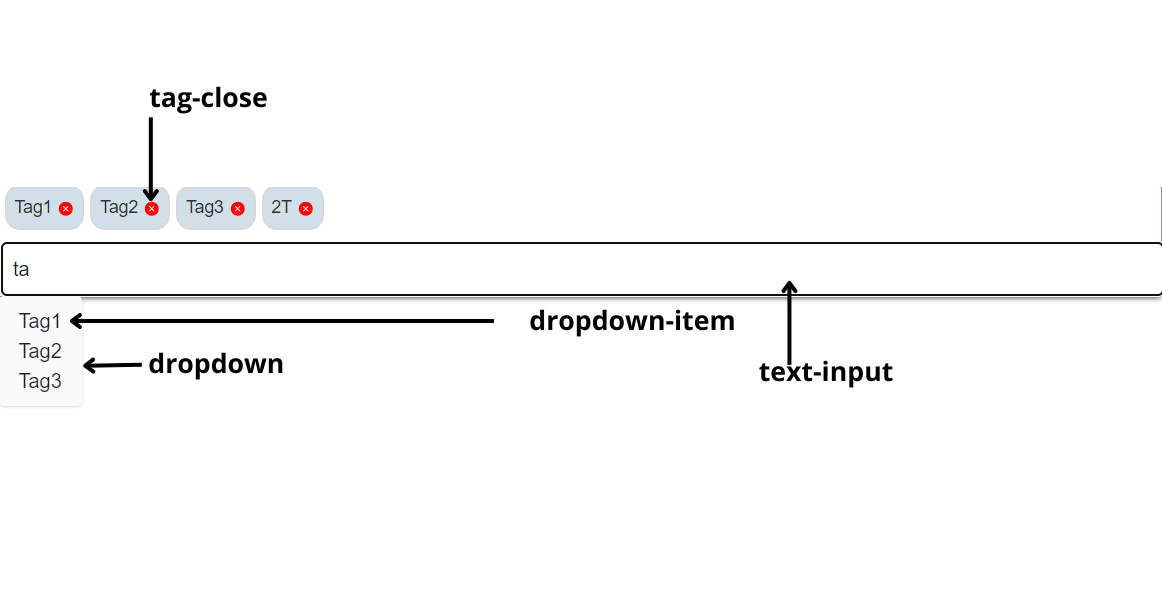 tag-close
Tag1 Tag2 Tag3 2T
ta
Tag1 dropdown-item
Tag2
dropdown text-input
Tag3